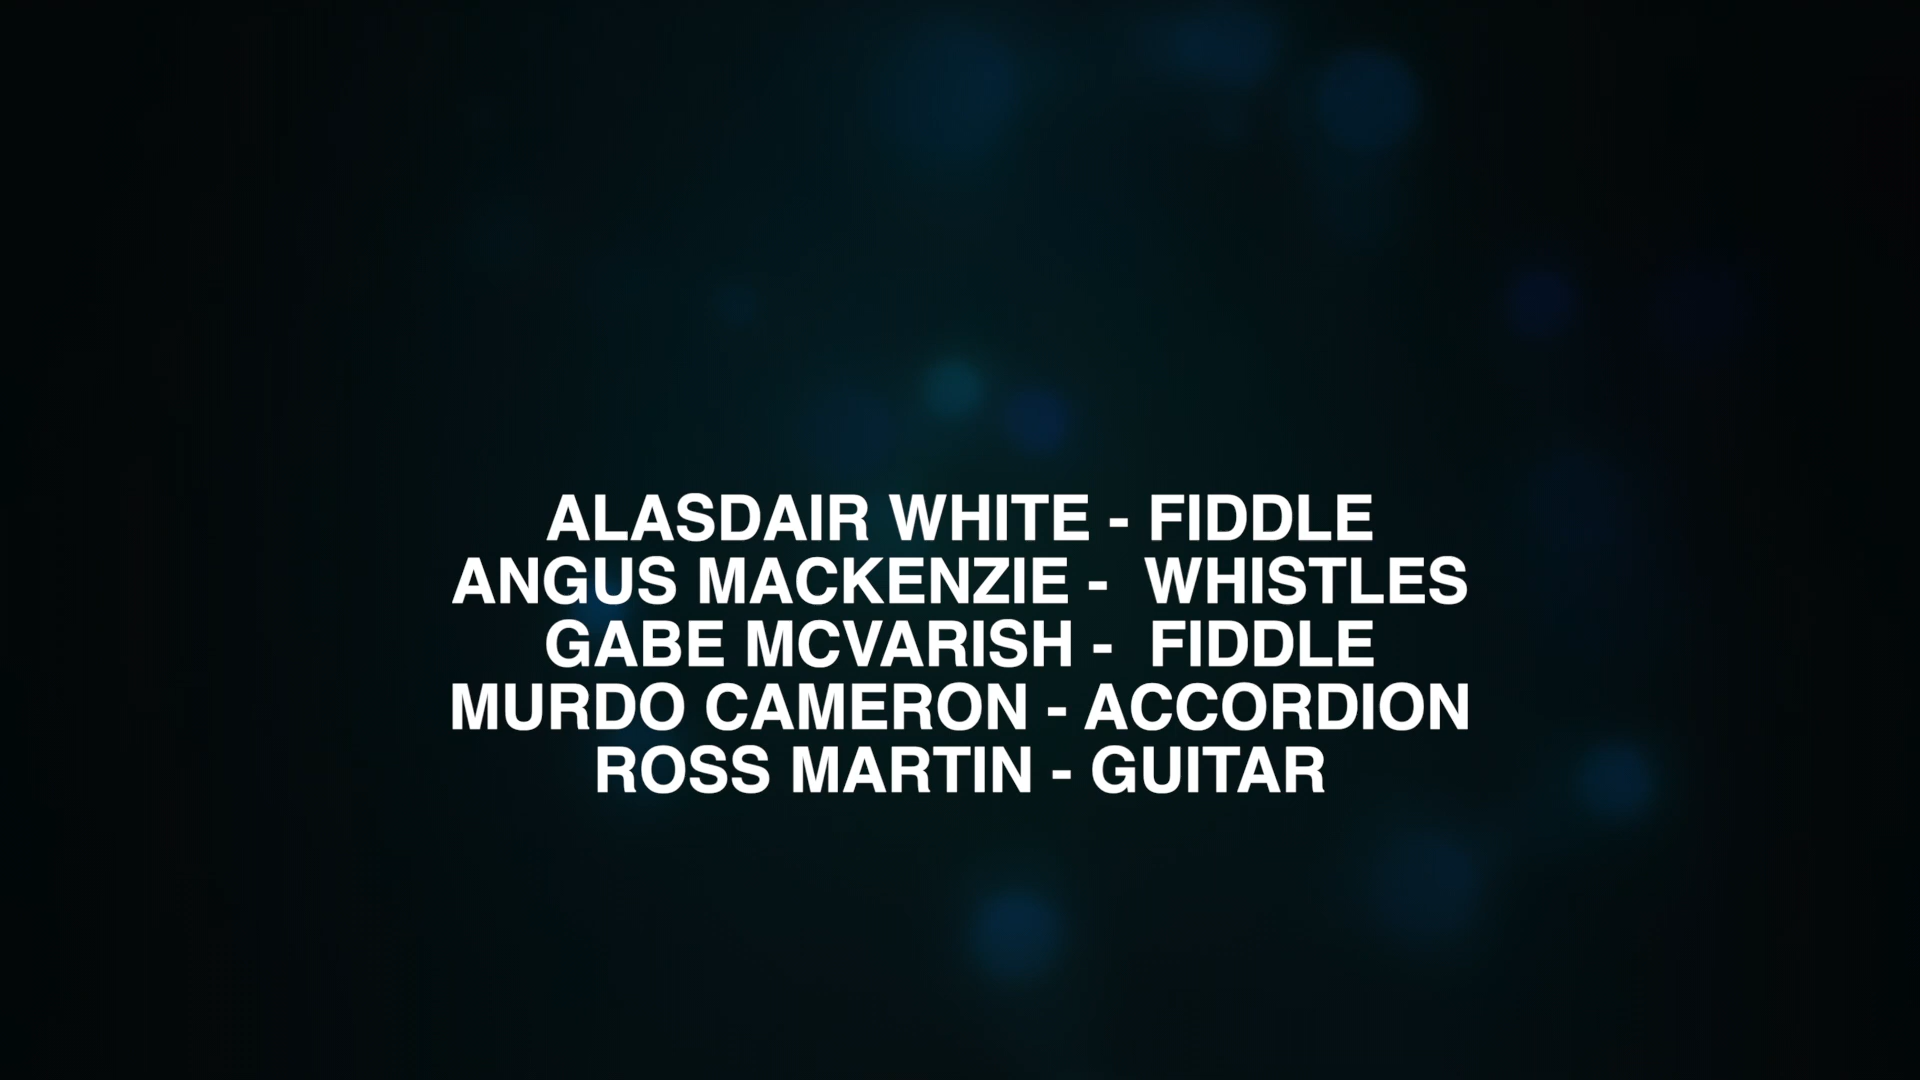 ALASDAIR WHITE - FIDDLE
ANGUS MACKENZIE -  WHISTLES
GABE MCVARISH -  FIDDLE
MURDO CAMERON - ACCORDION
ROSS MARTIN - GUITAR